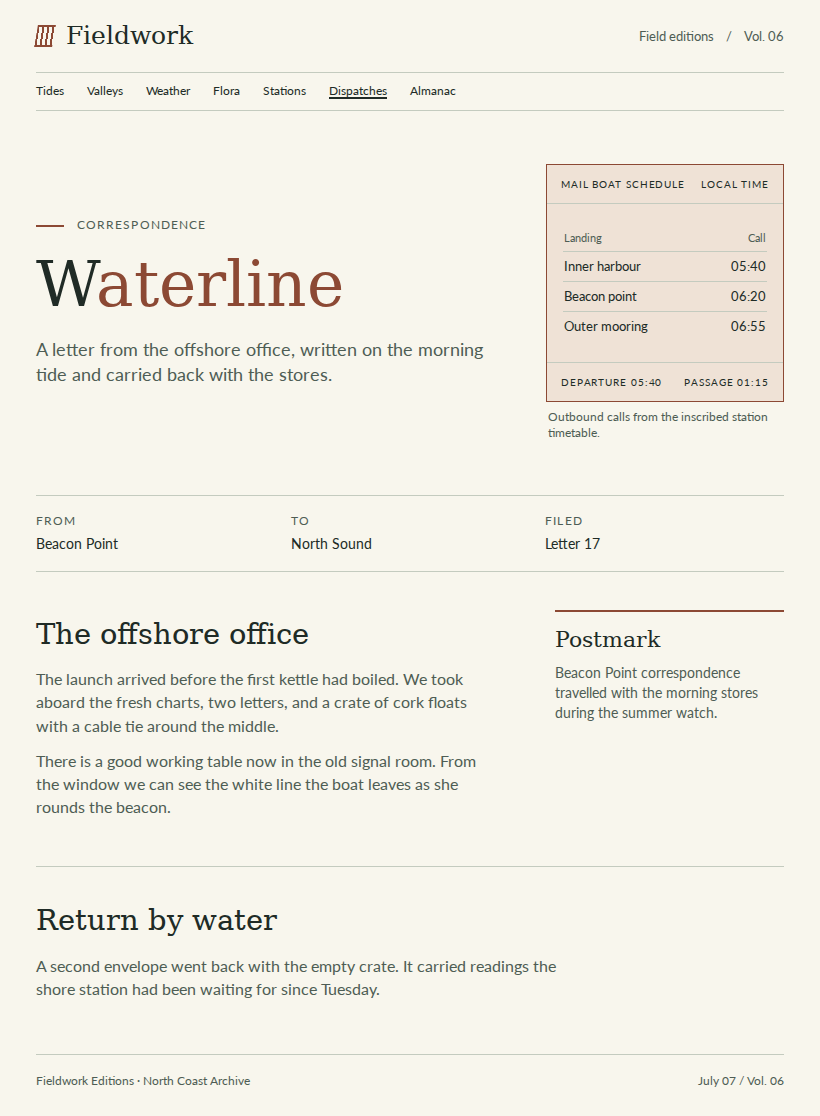 Fieldwork
Field editions / Vol. 06
Tides Valleys Weather Flora Stations Dispatches Almanac
CORRESPONDENCE
Waterline
A letter from the offshore office, written on the morning
tide and carried back with the stores.
MAIL BOAT SCHEDULE LOCAL TIME
Landing Call
Inner harbour 05:40
Beacon point 06:20
Outer mooring 06:55
DEPARTURE 05:40 PASSAGE 01:15
Outbound calls from the inscribed station
timetable.
FROM
Beacon Point
TO
North Sound
FILED
Letter 17
The offshore office
The launch arrived before the first kettle had boiled. We took
aboard the fresh charts, two letters, and a crate of cork floats
with a cable tie around the middle.
There is a good working table now in the old signal room. From
the window we can see the white line the boat leaves as she
rounds the beacon.
Postmark
Beacon Point correspondence
travelled with the morning stores
during the summer watch.
Return by water
A second envelope went back with the empty crate. It carried readings the
shore station had been waiting for since Tuesday.
Fieldwork Editions · North Coast Archive
July 07 / Vol. 06